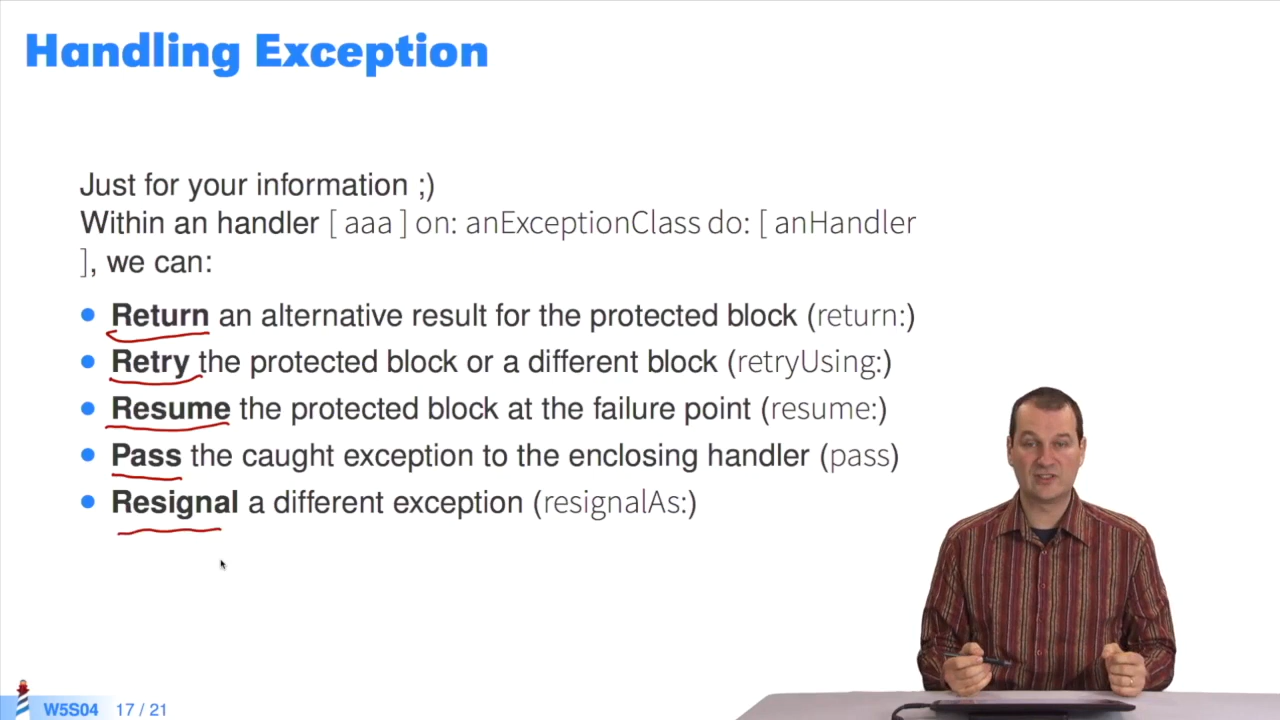 Handling Exception
Just for your information ;)
Within an handler [ aaa ] on: anExceptionClass do: [ anHandler
], we can:
Return an alternative result for the protected block (return:)
Retry the protected block or a different block (retryUsing:)
Resume the protected block at the failure point (resume:)
Pass the caught exception to the enclosing handler (pass)
Resignal a different exception (resignalAs:)
W5S04 17 / 21